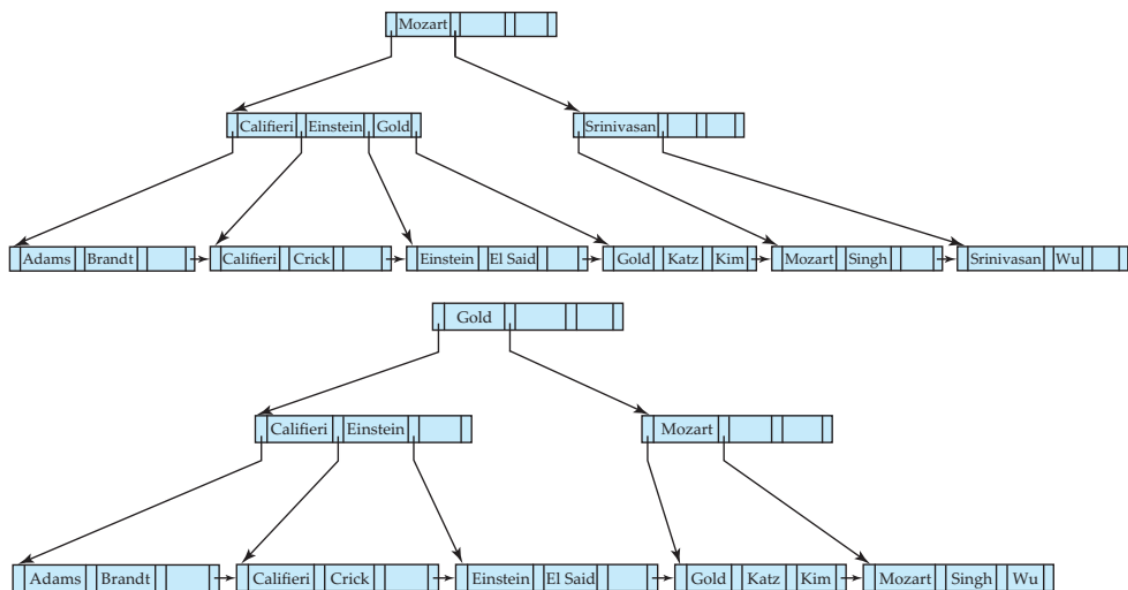 Mozart
Califieri Einstein Gold Srinivasan
Adams Brandt Califieri Crick Einstein El Said Gold Katz Kim Mozart Singh Srinivasan Wu
Gold
Califieri Einstein Mozart
Adams Brandt Califieri Crick Einstein El Said Gold Katz Kim Mozart Singh Wu